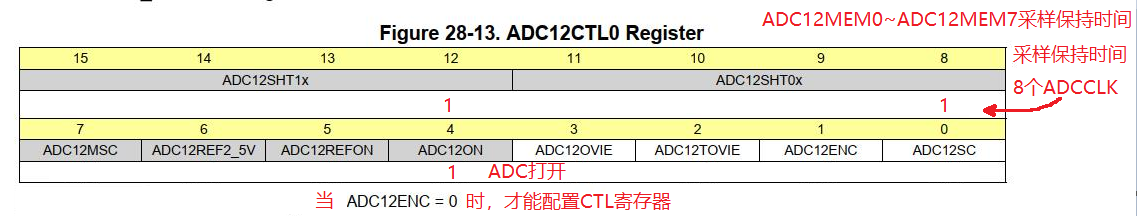 ADC12MEM0~ADC12MEM7采样保持时间
Figure 28-13. ADC12CTL0 Register
15 14 13 12 11 10 9 8
采样保持时间
ADC12SHT1x ADC12SHT0x
8个ADCCLK
1 1
7 6 5 4 3 2 1 0
ADC12MSC ADC12REF2_5V ADC12REFON ADC12ON ADC12OVIE ADC12TOVIE ADC12ENC ADC12SC
1 ADC打开
当 ADC12ENC = 0 时，才能配置CTL寄存器